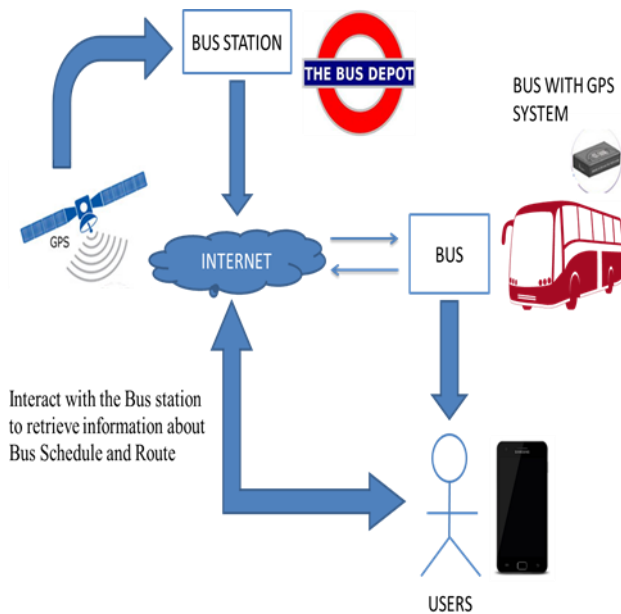 BUS STATION
THE BUS DEPOT
BUS WITH GPS
SYSTEM
GPS
INTERNET
BUS
Interact with the Bus station
to retrieve information about
Bus Schedule and Route
USERS